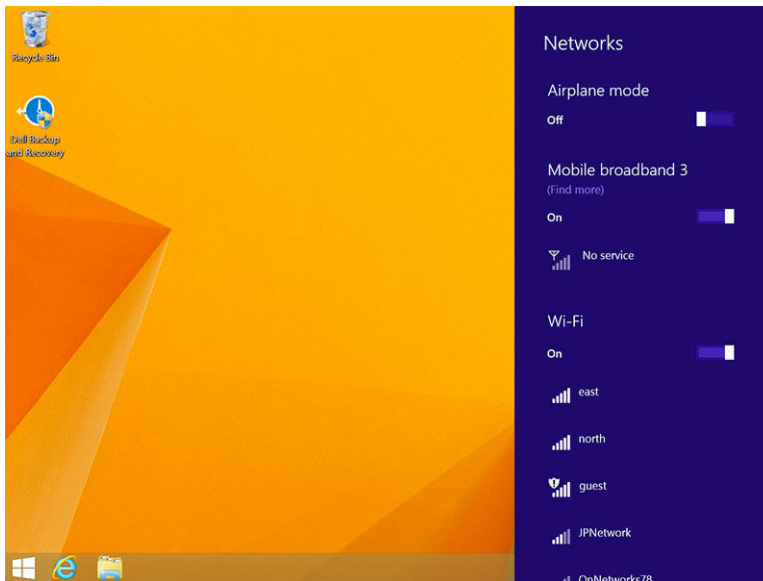 Recycle Bin
Dell Backup
and Recovery
Networks
Airplane mode
Off
Mobile broadband 3
(Find more)
On
No service
Wi-Fi
On
east
north
guest
JPNetwork
OpNetworks78